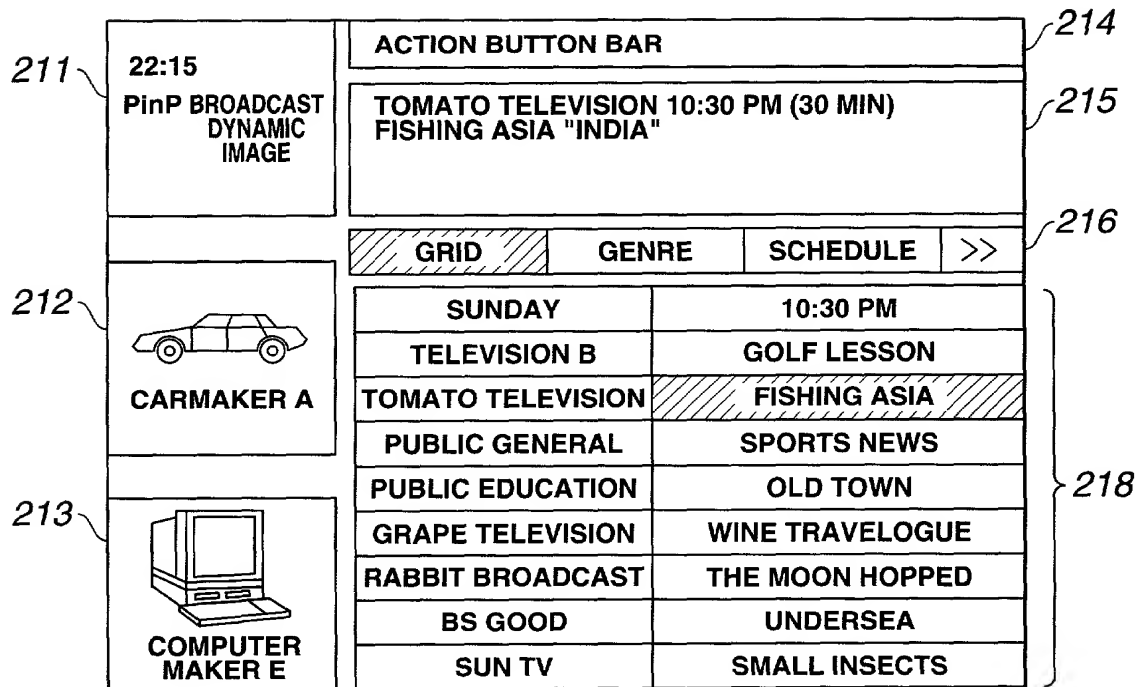 211
22:15
PinP BROADCAST
DYNAMIC
IMAGE
212
CARMAKER A
213
COMPUTER
MAKER E
ACTION BUTTON BAR
214
TOMATO TELEVISION 10:30 PM (30 MIN)
FISHING ASIA "INDIA"
215
GRID GENRE SCHEDULE >>
216
SUNDAY 10:30 PM
TELEVISION B GOLF LESSON
TOMATO TELEVISION FISHING ASIA
PUBLIC GENERAL SPORTS NEWS
PUBLIC EDUCATION OLD TOWN
GRAPE TELEVISION WINE TRAVELOGUE
RABBIT BROADCAST THE MOON HOPPED
BS GOOD UNDERSEA
SUN TV SMALL INSECTS
218